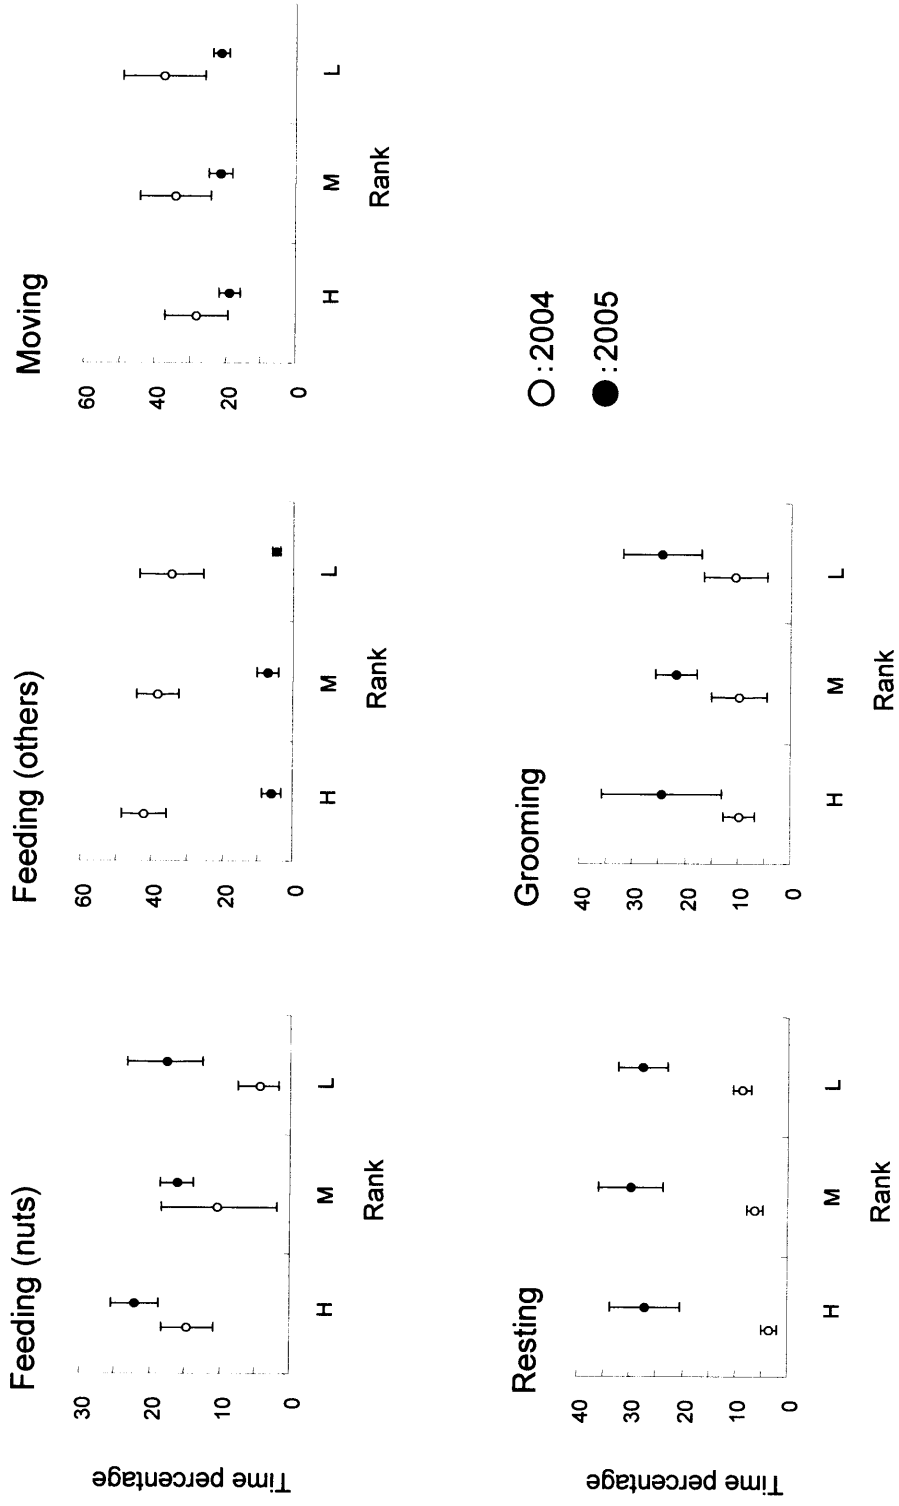 Feeding (nuts)
Time percentage
30
20
10
0
H M L
Rank
Feeding (others)
60
40
20
0
H M L
Rank
Moving
60
40
20
0
H M L
Rank
Resting
Time percentage
40
30
20
10
0
H M L
Rank
Grooming
40
30
20
10
0
H M L
Rank
○:2004
●:2005